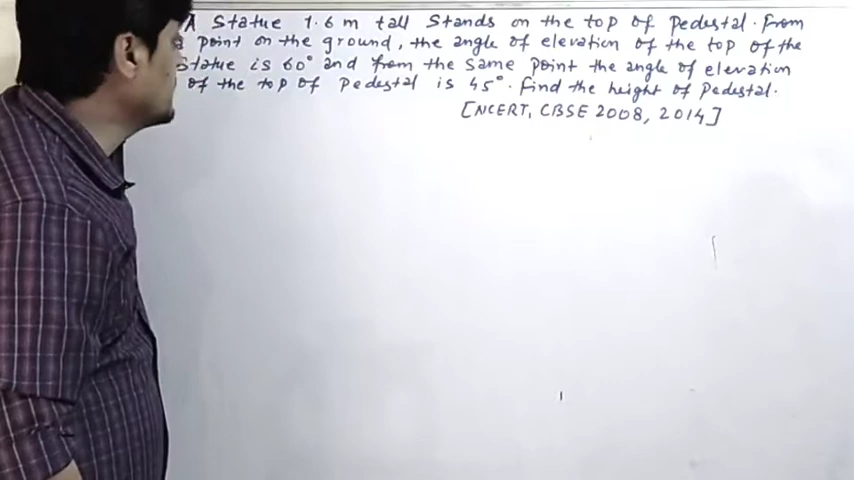 A Statue 1.6 m tall Stands on the top of Pedestal. From
a point on the ground, the angle of elevation of the top of the
Statue is 60° and from the same point the angle of elevation
of the top of Pedestal is 45°. Find the height of Pedestal.
[NCERT, CBSE 2008, 2014]